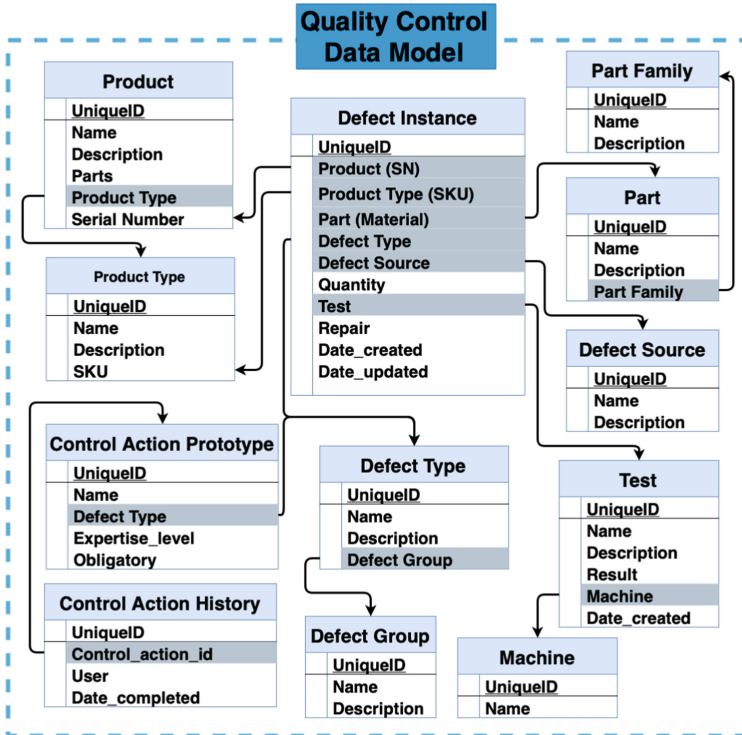 Quality Control
Data Model
Product
UniqueID
Name
Description
Parts
Product Type
Serial Number
Product Type
UniqueID
Name
Description
SKU
Defect Instance
UniqueID
Product (SN)
Product Type (SKU)
Part (Material)
Defect Type
Defect Source
Quantity
Test
Repair
Date_created
Date_updated
Part Family
UniqueID
Name
Description
Part
UniqueID
Name
Description
Part Family
Defect Source
UniqueID
Name
Description
Control Action Prototype
UniqueID
Name
Defect Type
Expertise_level
Obligatory
Control Action History
UniqueID
Control_action_id
User
Date_completed
Defect Type
UniqueID
Name
Description
Defect Group
Defect Group
UniqueID
Name
Description
Test
UniqueID
Name
Description
Result
Machine
Date_created
Machine
UniqueID
Name